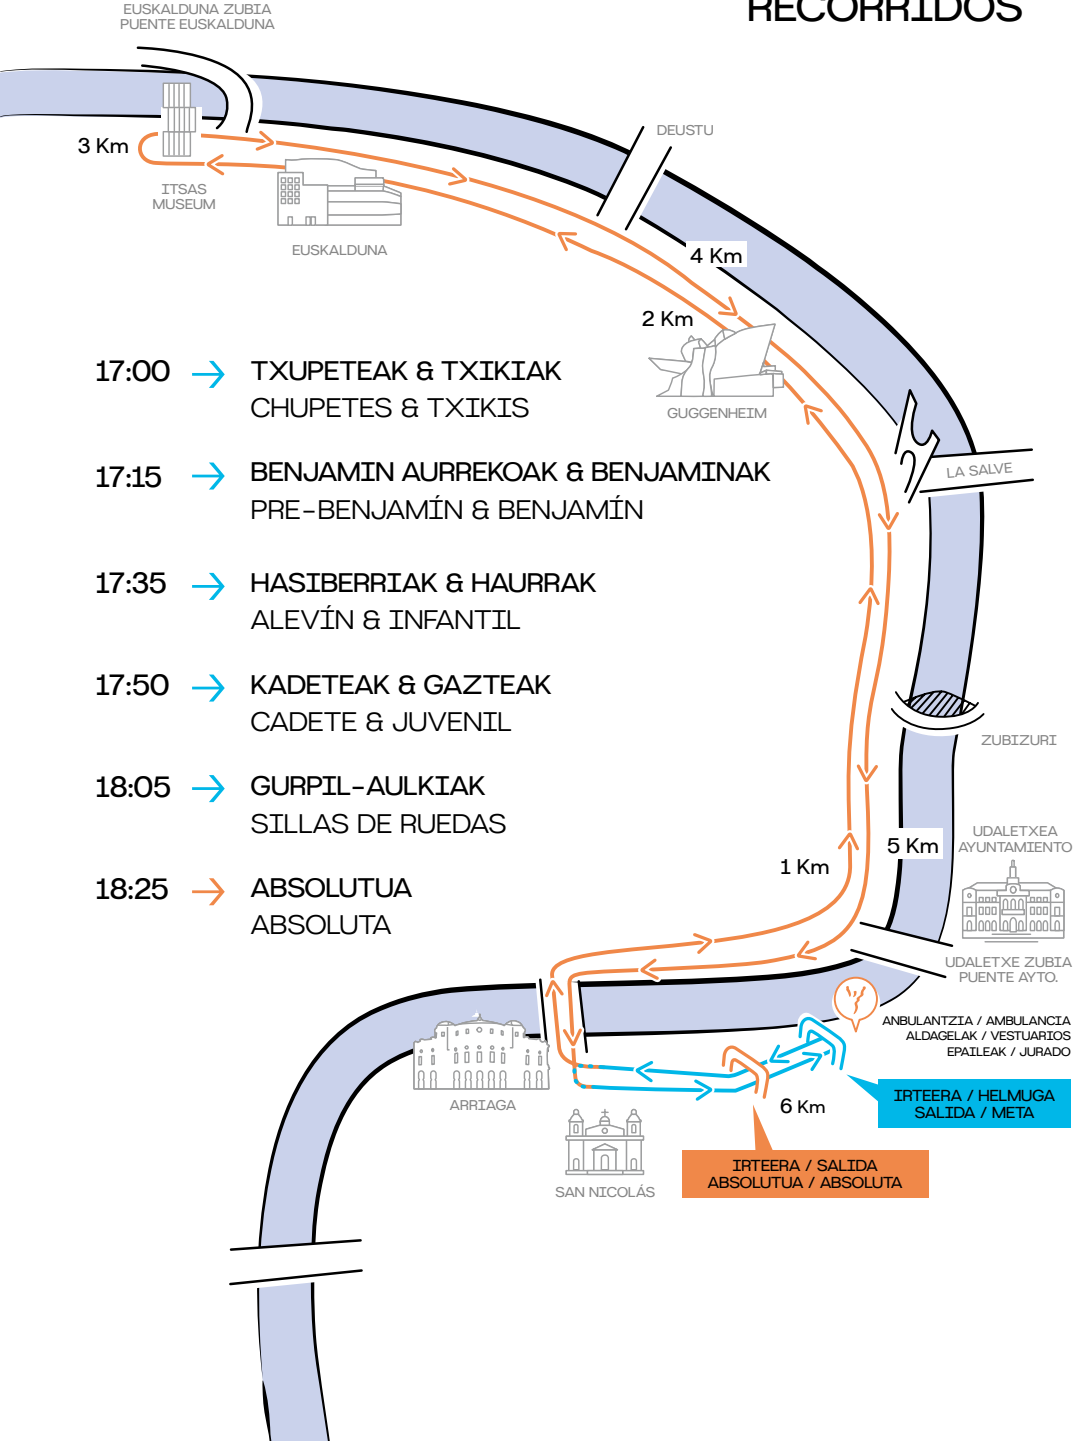 RECORRIDOS
EUSKALDUNA ZUBIA
PUENTE EUSKALDUNA
DEUSTU
3 Km
ITSAS
MUSEUM
EUSKALDUNA
4 Km
2 Km
GUGGENHEIM
LA SALVE
17:00 TXUPETEAK & TXIKIAK
CHUPETES & TXIKIS
17:15 BENJAMIN AURREKOAK & BENJAMINAK
PRE-BENJAMÍN & BENJAMÍN
17:35 HASIBERRIAK & HAURRAK
ALEVÍN & INFANTIL
17:50 KADETEAK & GAZTEAK
CADETE & JUVENIL
18:05 GURPIL-AULKIAK
SILLAS DE RUEDAS
18:25 ABSOLUTUA
ABSOLUTA
ZUBIZURI
UDALETXEA
AYUNTAMIENTO
5 Km
1 Km
UDALETXE ZUBIA
PUENTE AYTO.
ANBULANTZIA / AMBULANCIA
ALDAGELAK / VESTUARIOS
EPAILEAK / JURADO
ARRIAGA
6 Km
IRTEERA / HELMUGA
SALIDA / META
IRTEERA / SALIDA
ABSOLUTUA / ABSOLUTA
SAN NICOLÁS